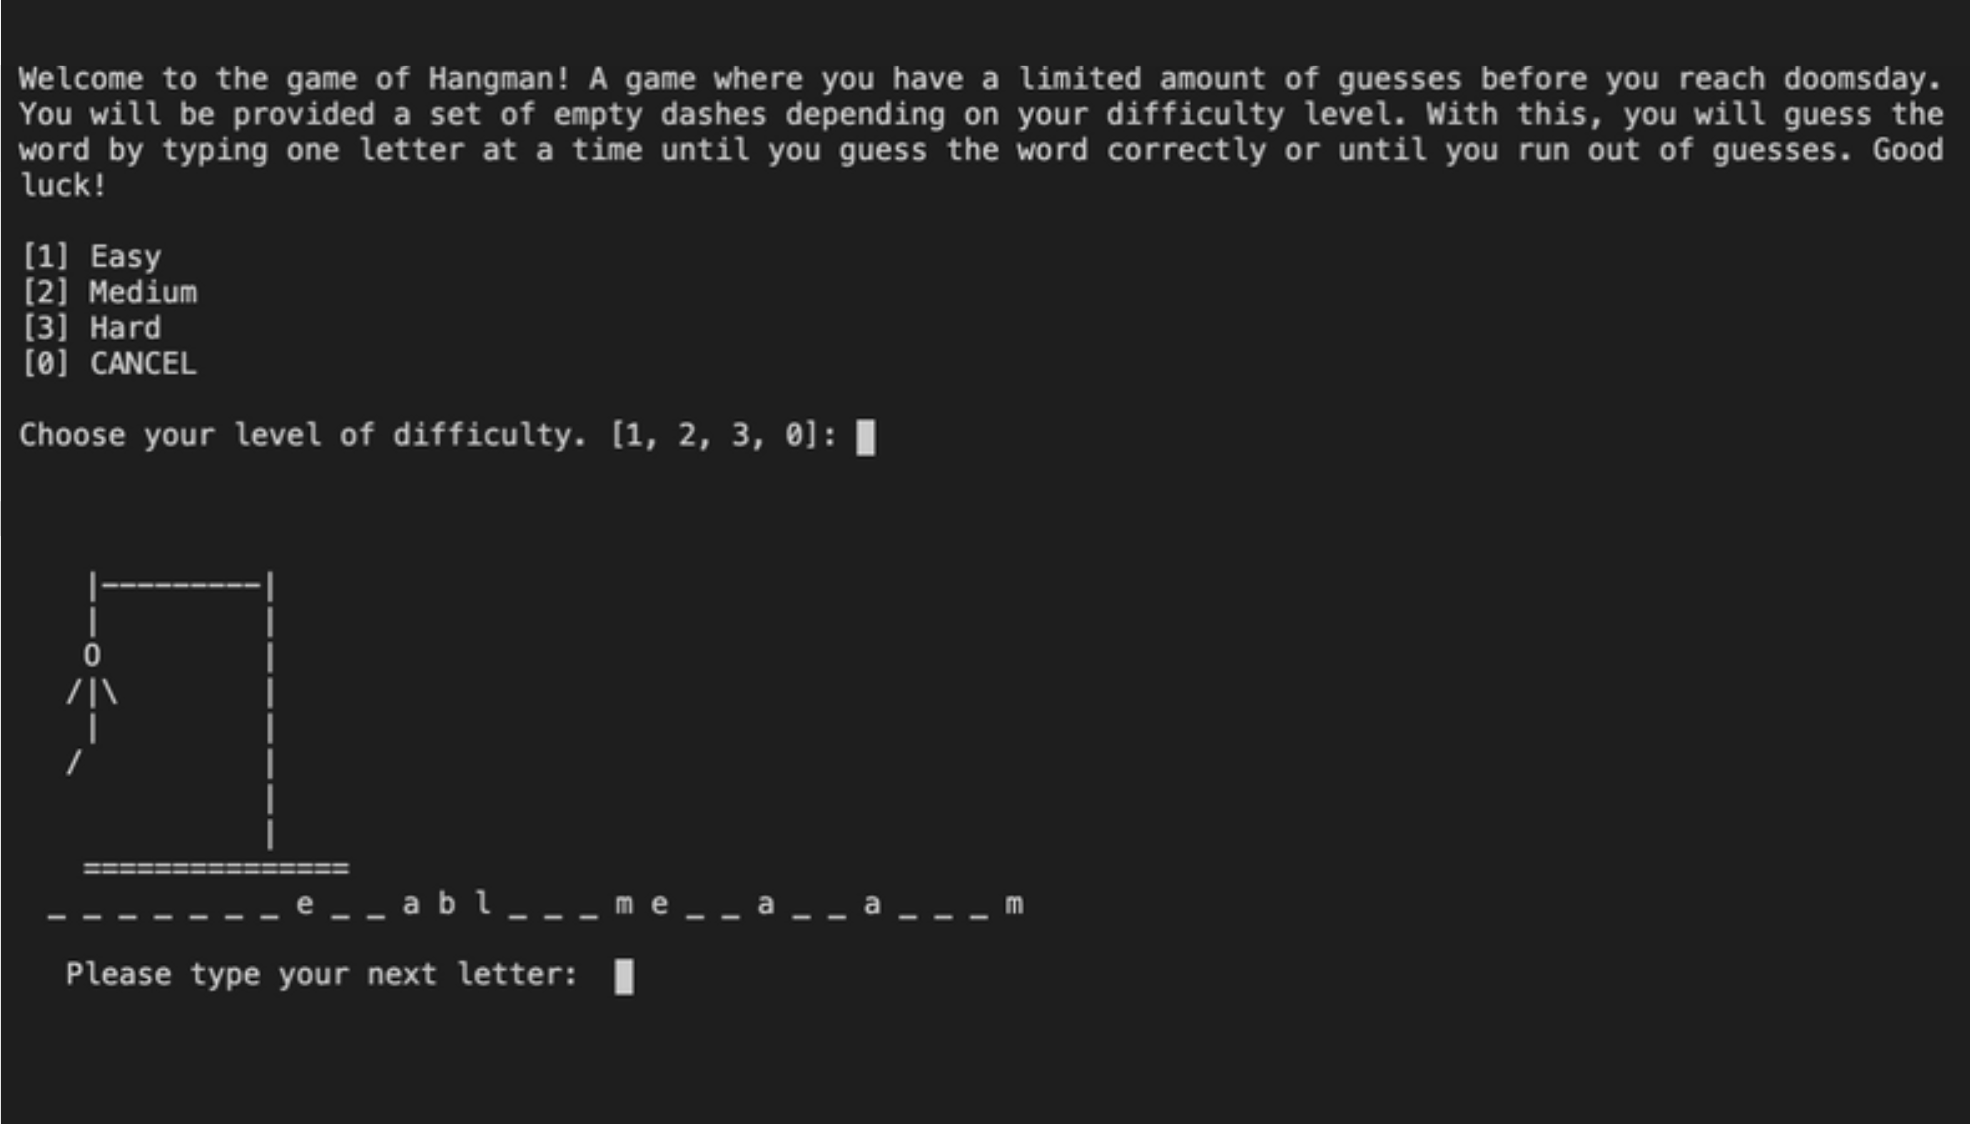 Welcome to the game of Hangman! A game where you have a limited amount of guesses before you reach doomsday.
You will be provided a set of empty dashes depending on your difficulty level. With this, you will guess the
word by typing one letter at a time until you guess the word correctly or until you run out of guesses. Good
luck!
[1] Easy
[2] Medium
[3] Hard
[0] CANCEL
Choose your level of difficulty. [1, 2, 3, 0]:
    |---------|
    |         |
    O         |
   /|\        |
    |         |
   /          |
              |
              |
    ===============
_ _ _ _ _ _ _ e _ _ a b l _ _ _ m e _ _ a _ _ a _ _ _ m
Please type your next letter: